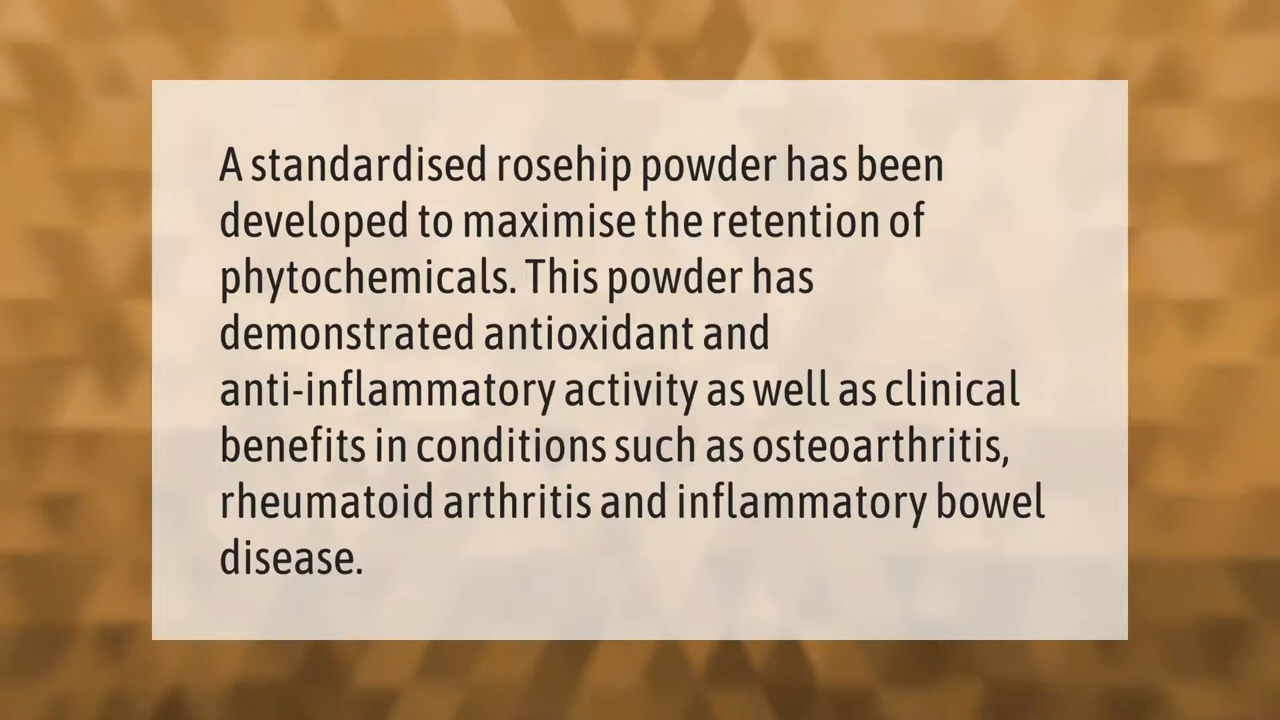 A standardised rosehip powder has been
developed to maximise the retention of
phytochemicals. This powder has
demonstrated antioxidant and
anti-inflammatory activity as well as clinical
benefits in conditions such as osteoarthritis,
rheumatoid arthritis and inflammatory bowel
disease.